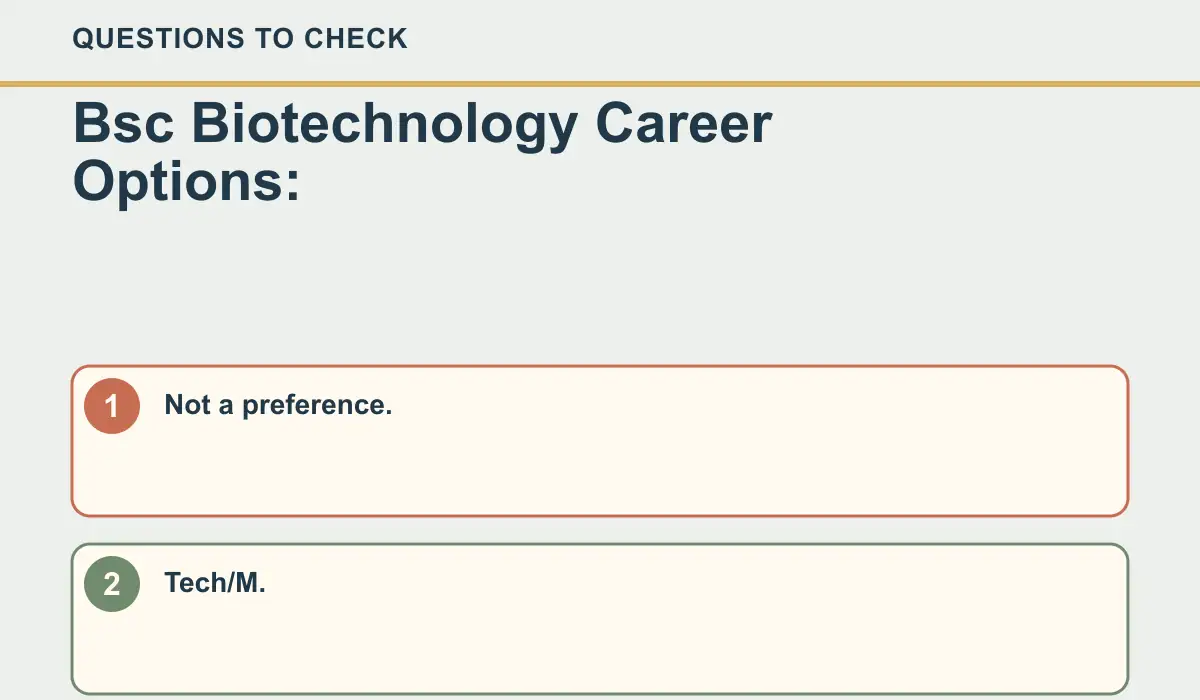 QUESTIONS TO CHECK
Bsc Biotechnology Career
Options:
1 Not a preference.
2 Tech/M.